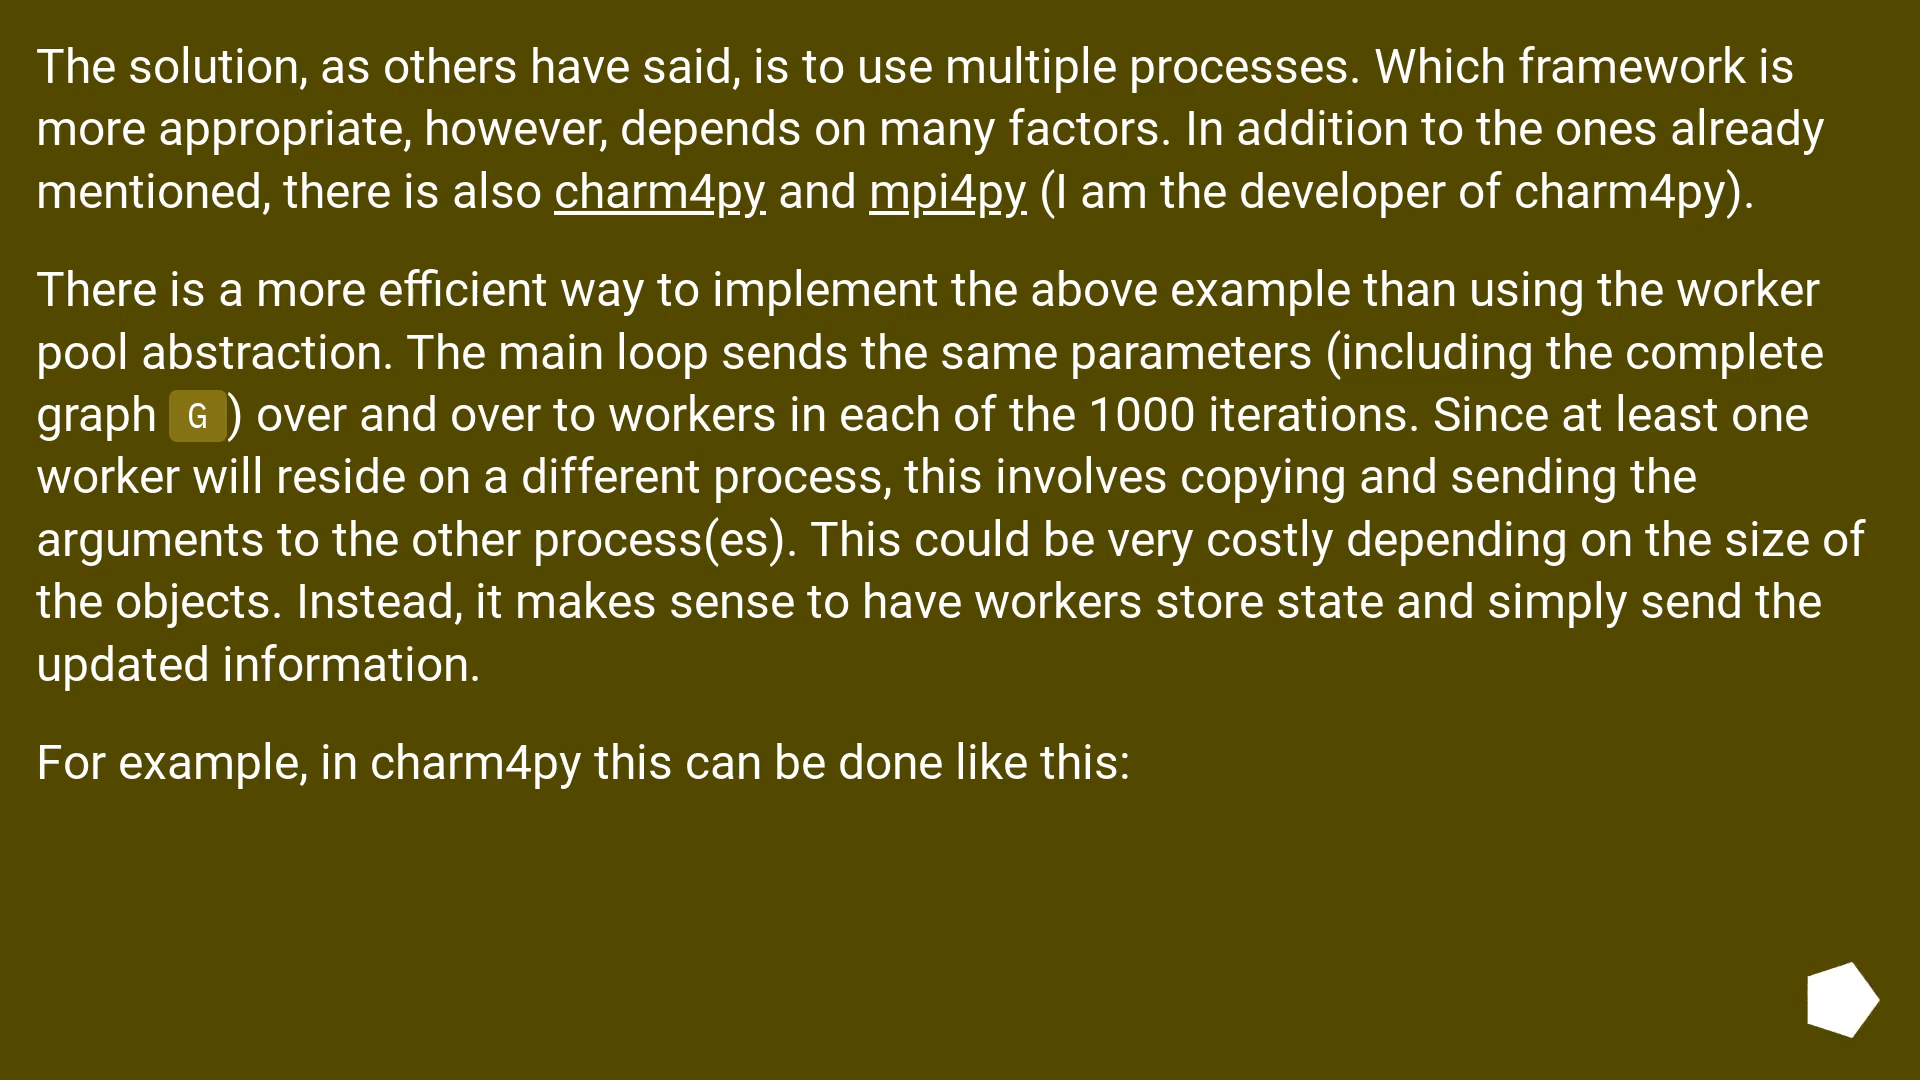 The solution, as others have said, is to use multiple processes. Which framework is
more appropriate, however, depends on many factors. In addition to the ones already
mentioned, there is also charm4py and mpi4py (I am the developer of charm4py).
There is a more efficient way to implement the above example than using the worker
pool abstraction. The main loop sends the same parameters (including the complete
graph G) over and over to workers in each of the 1000 iterations. Since at least one
worker will reside on a different process, this involves copying and sending the
arguments to the other process(es). This could be very costly depending on the size of
the objects. Instead, it makes sense to have workers store state and simply send the
updated information.
For example, in charm4py this can be done like this: